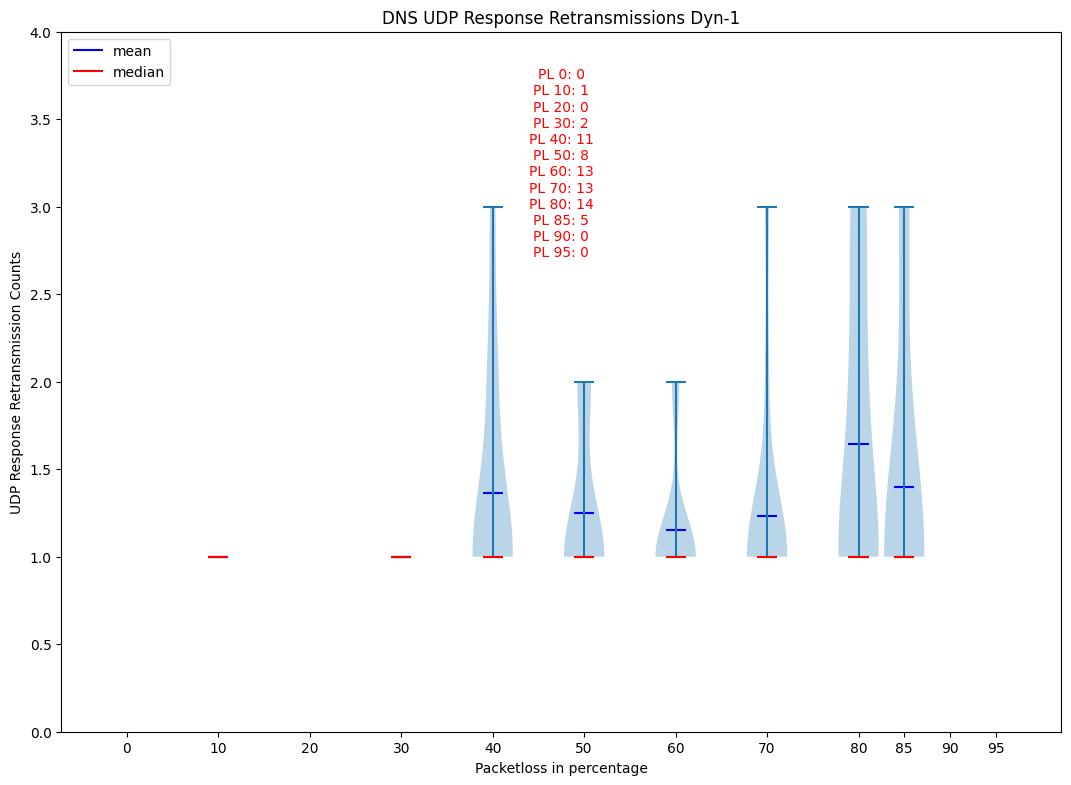 DNS UDP Response Retransmissions Dyn-1
mean
median
PL 0: 0
PL 10: 1
PL 20: 0
PL 30: 2
PL 40: 11
PL 50: 8
PL 60: 13
PL 70: 13
PL 80: 14
PL 85: 5
PL 90: 0
PL 95: 0
UDP Response Retransmission Counts
4.0
3.5
3.0
2.5
2.0
1.5
1.0
0.5
0.0
0 10 20 30 40 50 60 70 80 85 90 95
Packetloss in percentage